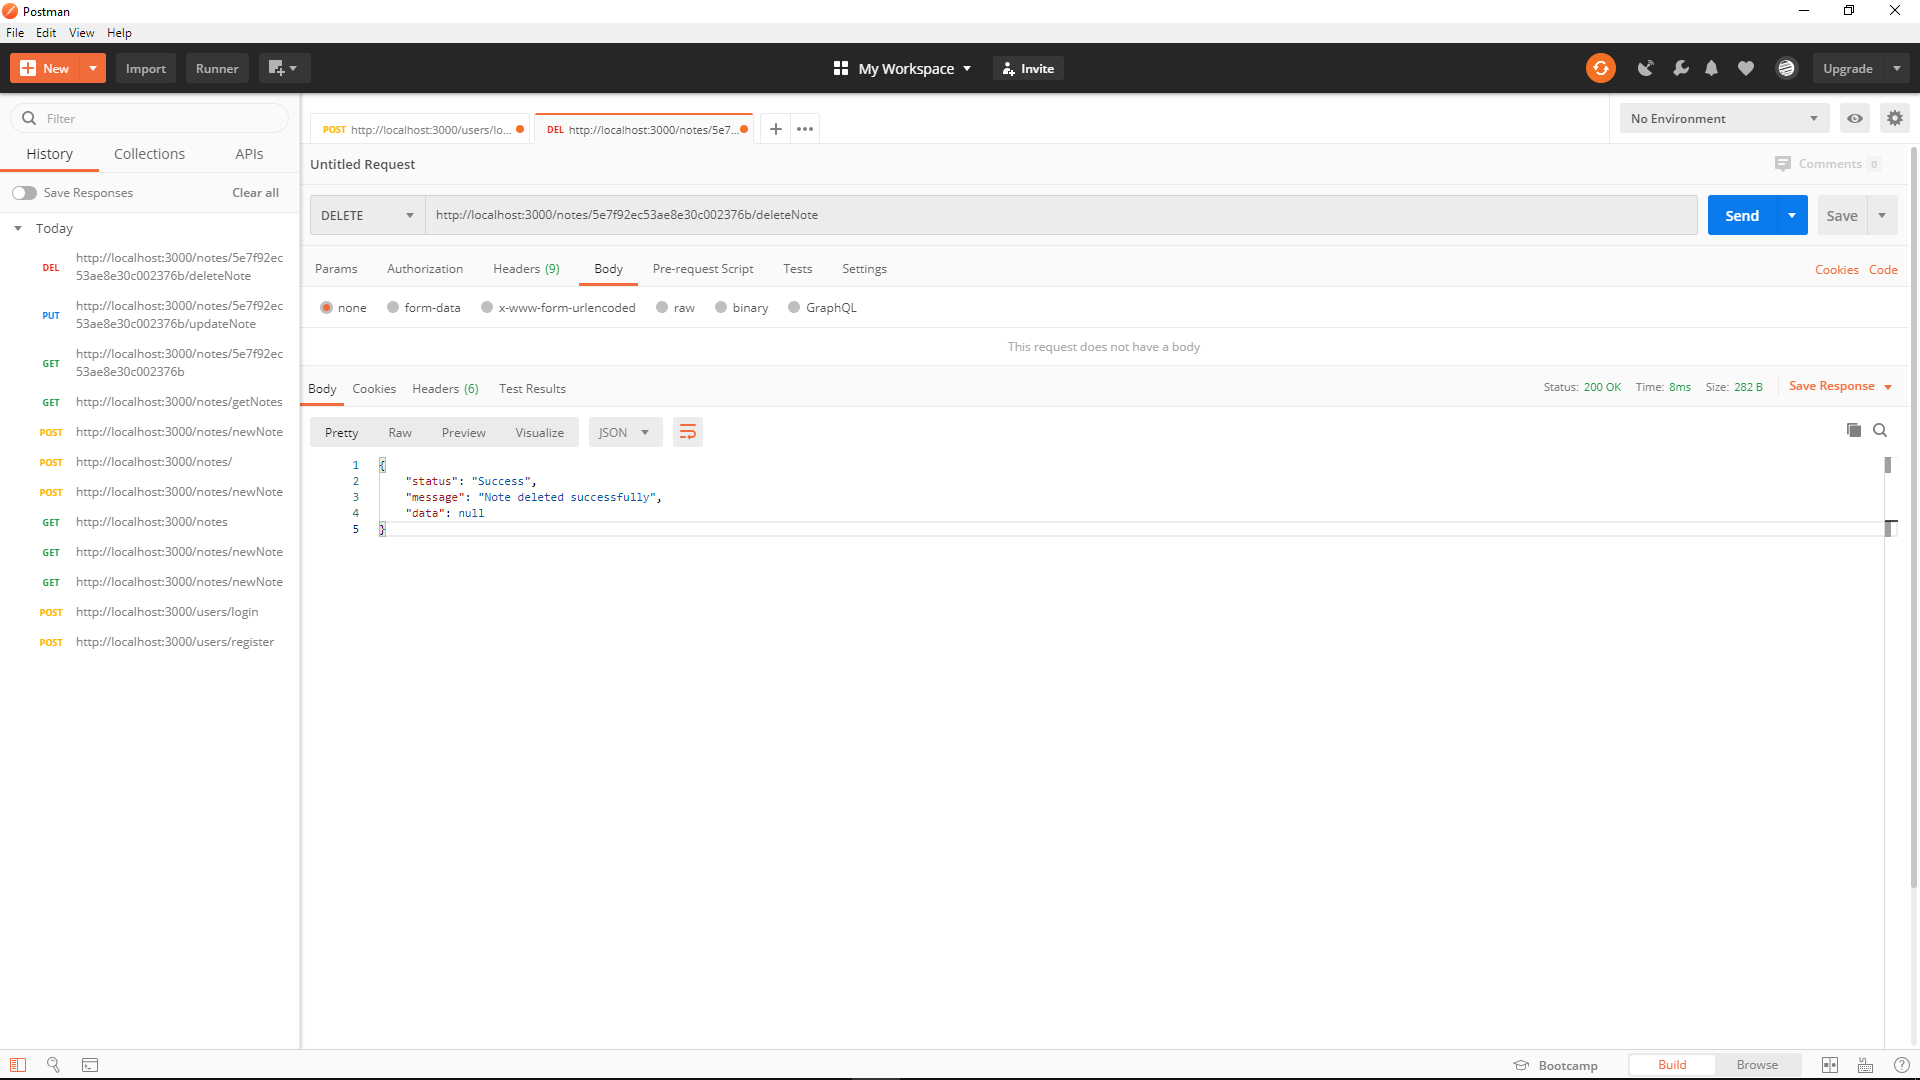 Postman
File Edit View Help
New Import Runner My Workspace Invite Upgrade
Filter
History Collections APIs
Save Responses Clear all
Today
DEL http://localhost:3000/notes/5e7f92ec
53ae8e30c002376b/deleteNote
PUT http://localhost:3000/notes/5e7f92ec
53ae8e30c002376b/updateNote
GET http://localhost:3000/notes/5e7f92ec
53ae8e30c002376b
GET http://localhost:3000/notes/getNotes
POST http://localhost:3000/notes/newNote
POST http://localhost:3000/notes/
POST http://localhost:3000/notes/newNote
GET http://localhost:3000/notes
GET http://localhost:3000/notes/newNote
GET http://localhost:3000/notes/newNote
POST http://localhost:3000/users/login
POST http://localhost:3000/users/register
POST http://localhost:3000/users/lo... DEL http://localhost:3000/notes/5e7... No Environment
Untitled Request Comments 0
DELETE http://localhost:3000/notes/5e7f92ec53ae8e30c002376b/deleteNote Send Save
Params Authorization Headers (9) Body Pre-request Script Tests Settings Cookies Code
none form-data x-www-form-urlencoded raw binary GraphQL
This request does not have a body
Body Cookies Headers (6) Test Results Status: 200 OK Time: 8ms Size: 282 B Save Response
Pretty Raw Preview Visualize JSON
1 {
2 "status": "Success",
3 "message": "Note deleted successfully",
4 "data": null
5 }
Bootcamp Build Browse